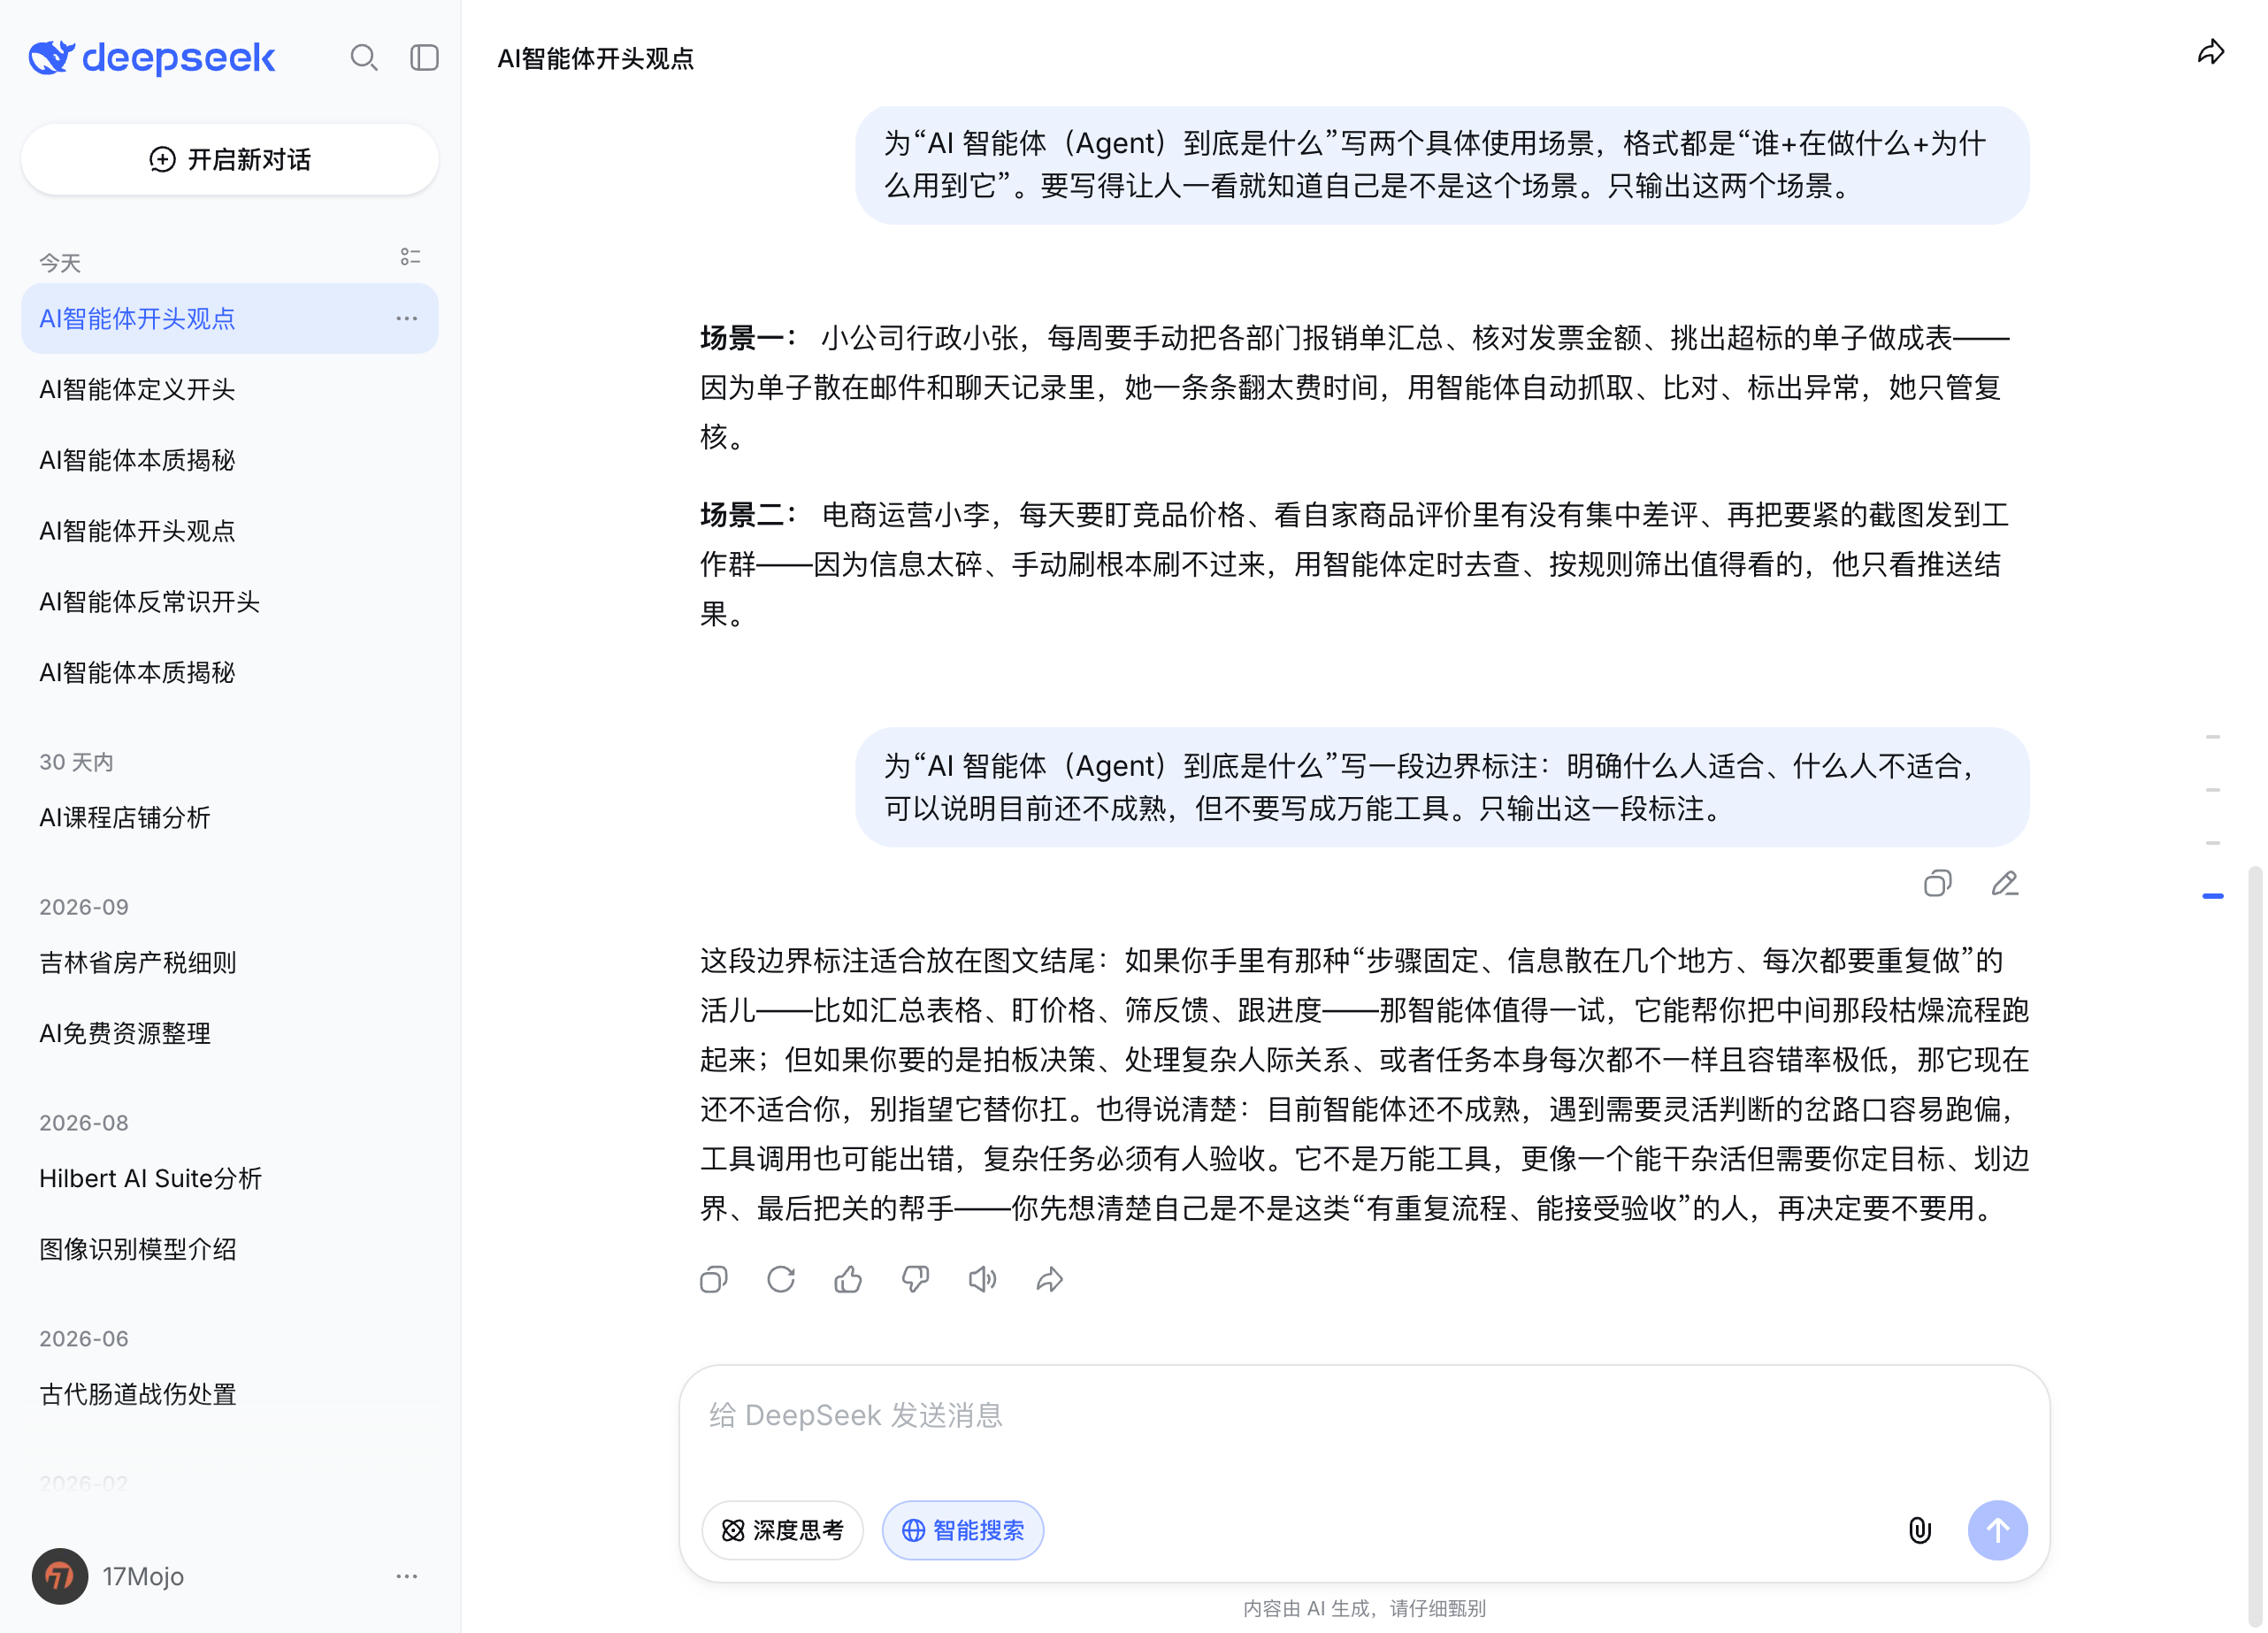 deepseek
开启新对话
今天
AI智能体开头观点
AI智能体定义开头
AI智能体本质揭秘
AI智能体开头观点
AI智能体反常识开头
AI智能体本质揭秘
30 天内
AI课程店铺分析
2026-09
吉林省房产税细则
AI免费资源整理
2026-08
Hilbert AI Suite分析
图像识别模型介绍
2026-06
古代肠道战伤处置
2026-02
17Mojo
AI智能体开头观点
为“AI 智能体（Agent）到底是什么”写两个具体使用场景，格式都是“谁+在做什么+为什
么用到它”。要写得让人一看就知道自己是不是这个场景。只输出这两个场景。
场景一： 小公司行政小张，每周要手动把各部门报销单汇总、核对发票金额、挑出超标的单子做成表——
因为单子散在邮件和聊天记录里，她一条条翻太费时间，用智能体自动抓取、比对、标出异常，她只管复
核。
场景二： 电商运营小李，每天要盯竞品价格、看自家商品评价里有没有集中差评、再把要紧的截图发到工
作群——因为信息太碎、手动刷根本刷不过来，用智能体定时去查、按规则筛出值得看的，他只看推送结
果。
为“AI 智能体（Agent）到底是什么”写一段边界标注：明确什么人适合、什么人不适合，
可以说明目前还不成熟，但不要写成万能工具。只输出这一段标注。
这段边界标注适合放在图文结尾：如果你手里有那种“步骤固定、信息散在几个地方、每次都要重复做”的
活儿——比如汇总表格、盯价格、筛反馈、跟进度——那智能体值得一试，它能帮你把中间那段枯燥流程跑
起来；但如果你要的是拍板决策、处理复杂人际关系、或者任务本身每次都不一样且容错率极低，那它现在
还不适合你，别指望它替你扛。也得说清楚：目前智能体还不成熟，遇到需要灵活判断的岔路口容易跑偏，
工具调用也可能出错，复杂任务必须有人验收。它不是万能工具，更像一个能干杂活但需要你定目标、划边
界、最后把关的帮手——你先想清楚自己是不是这类“有重复流程、能接受验收”的人，再决定要不要用。
给 DeepSeek 发送消息
深度思考
智能搜索
内容由 AI 生成，请仔细甄别